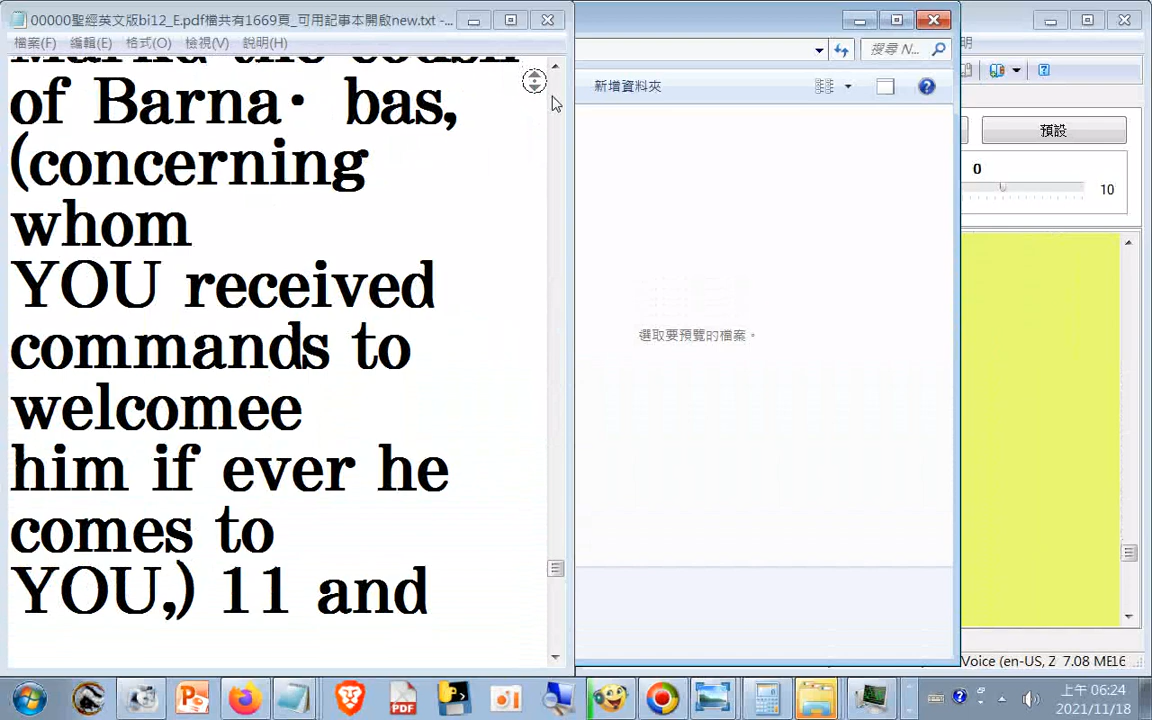 00000聖經英文版bi12_E.pdf檔共有1669頁_可用記事本開啟new.txt -...
檔案(F) 編輯(E) 格式(O) 檢視(V) 說明(H)
of Barna· bas,
(concerning
whom
YOU received
commands to
welcomee
him if ever he
comes to
YOU,) 11 and
搜尋 N...
新增資料夾
選取要預覽的檔案。
明
預設
0
10
Voice (en-US, Z 7.08 ME16
PDF
上午 06:24
2021/11/18